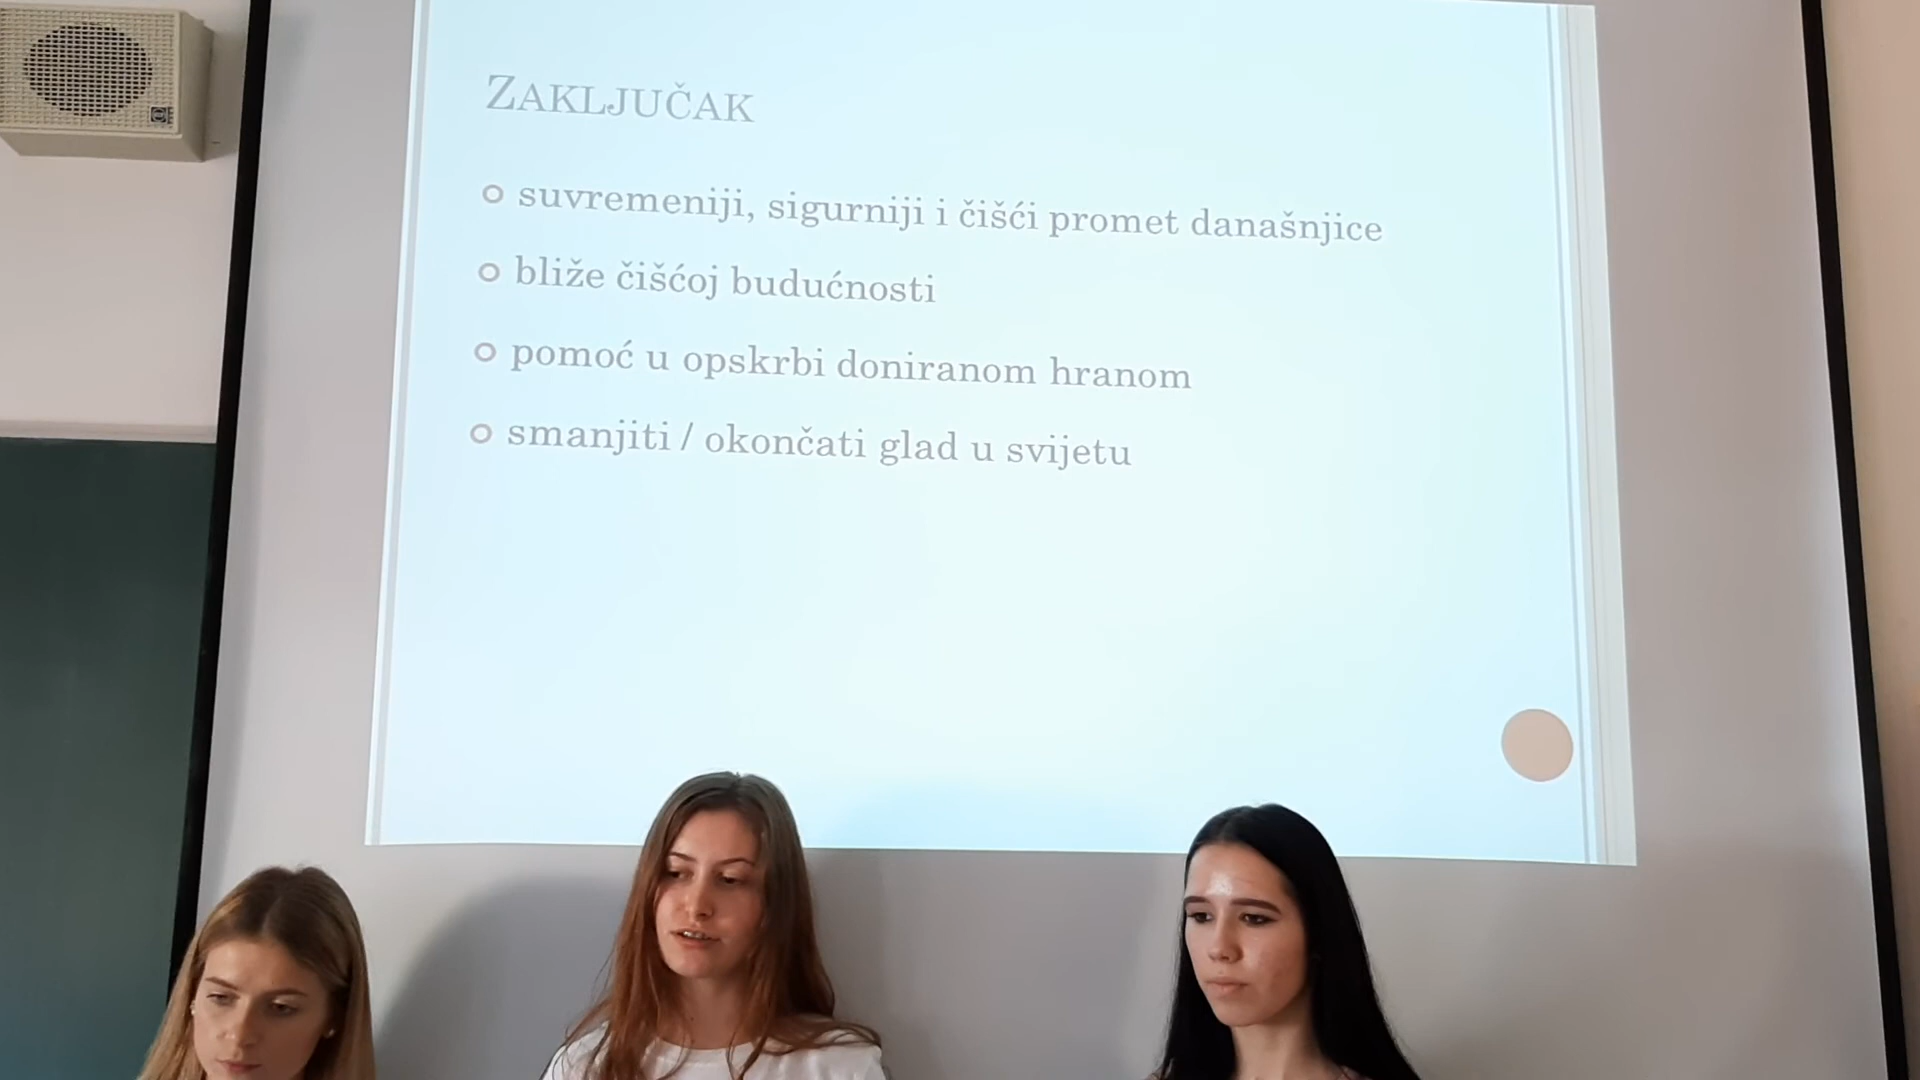 ZAKLJUČAK
suvremeniji, sigurniji i čišći promet današnjice
bliže čišćoj budućnosti
pomoć u opskrbi doniranom hranom
smanjiti / okončati glad u svijetu